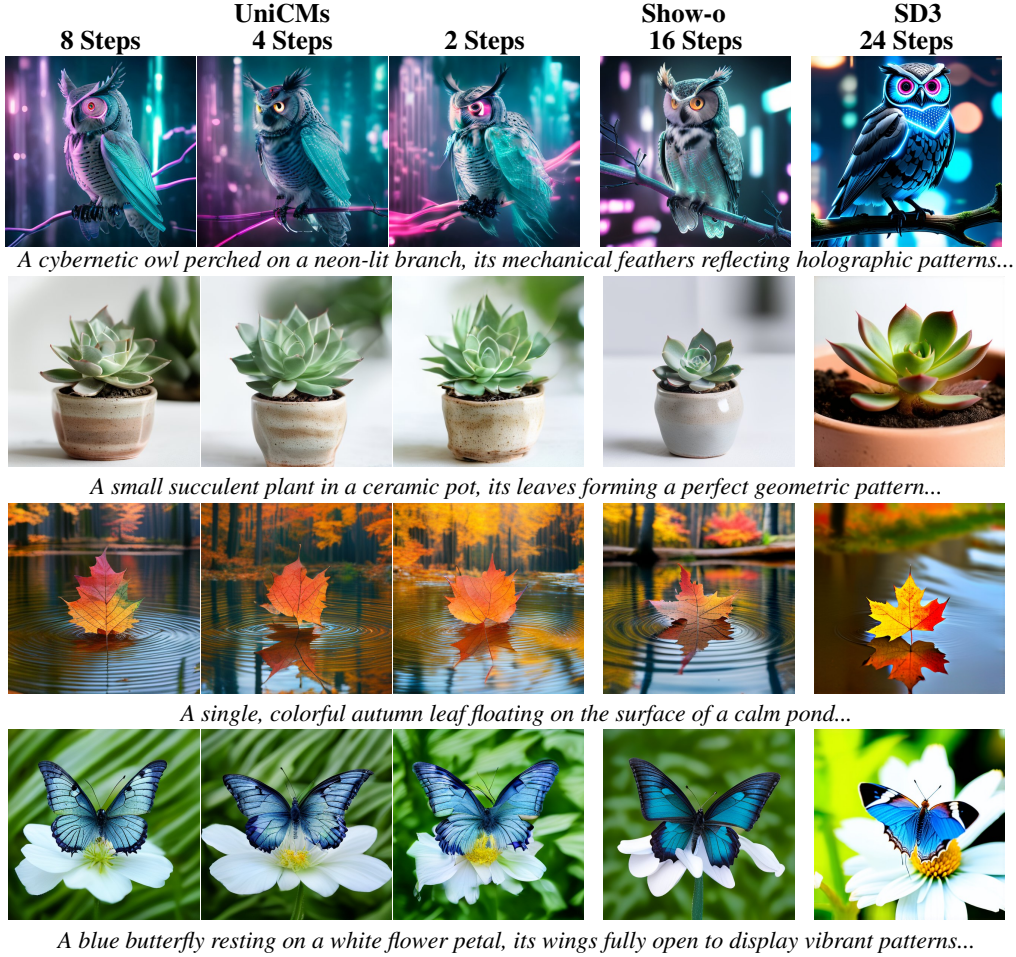 UniCMs Show-o SD3
8 Steps 4 Steps 2 Steps 16 Steps 24 Steps
A cybernetic owl perched on a neon-lit branch, its mechanical feathers reflecting holographic patterns...
A small succulent plant in a ceramic pot, its leaves forming a perfect geometric pattern...
A single, colorful autumn leaf floating on the surface of a calm pond...
A blue butterfly resting on a white flower petal, its wings fully open to display vibrant patterns...